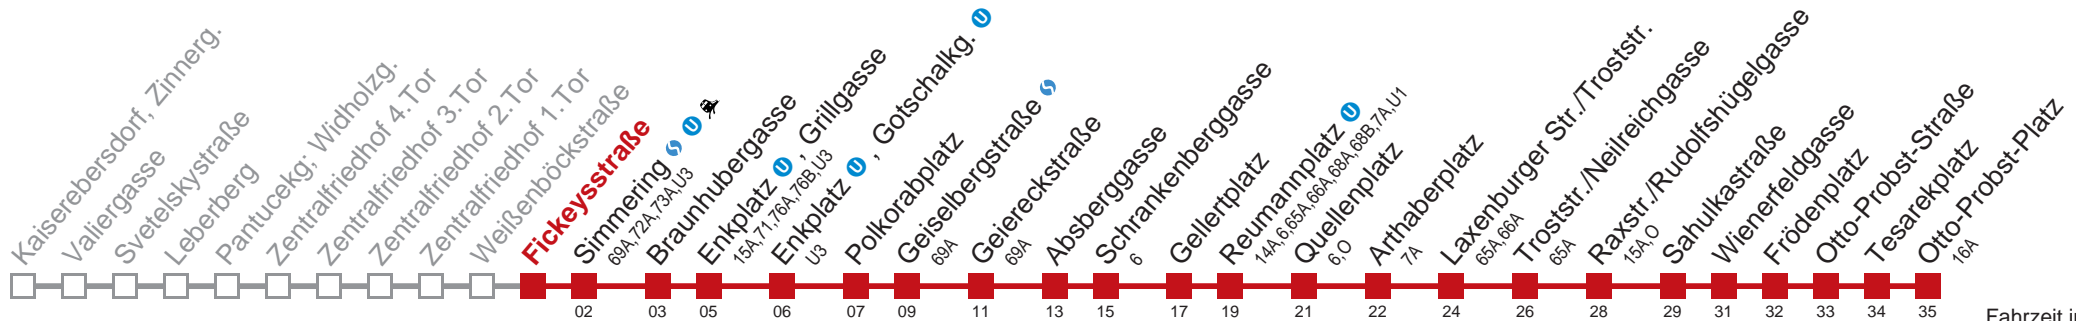 Kaiserebersdorf, Zinnerg.
Valiergasse
Svetelskystraße
Leberberg
Pantucekg; Widholzg.
Zentralfriedhof 4.Tor
Zentralfriedhof 3.Tor
Zentralfriedhof 2.Tor
Zentralfriedhof 1.Tor
Weißenböckstraße
Fickeysstraße
Simmering S U
69A,72A,73A,U3
Braunhubergasse
Enkplatz U , Grillgasse
15A,71,76A,76B,U3
Enkplatz U , Gotschalkg. U
U3
Polkorabplatz
Geiselbergstraße S
69A
Geiereckstraße
69A
Absberggasse
Schrankenberggasse
6
Gellertplatz
Reumannplatz U
14A,6,65A,66A,68A,68B,7A,U1
Quellenplatz
6,O
Arthaberplatz
7A
Laxenburger Str./Troststr.
65A,66A
Troststr./Neilreichgasse
65A
Raxstr./Rudolfshügelgasse
15A,O
Sahulkastraße
Wienerfeldgasse
Frödenplatz
Otto-Probst-Straße
Tesarekplatz
Otto-Probst-Platz
16A
02 03 05 06 07 09 11 13 15 17 19 21 22 24 26 28 29 31 32 33 34 35
Fahrzeit i